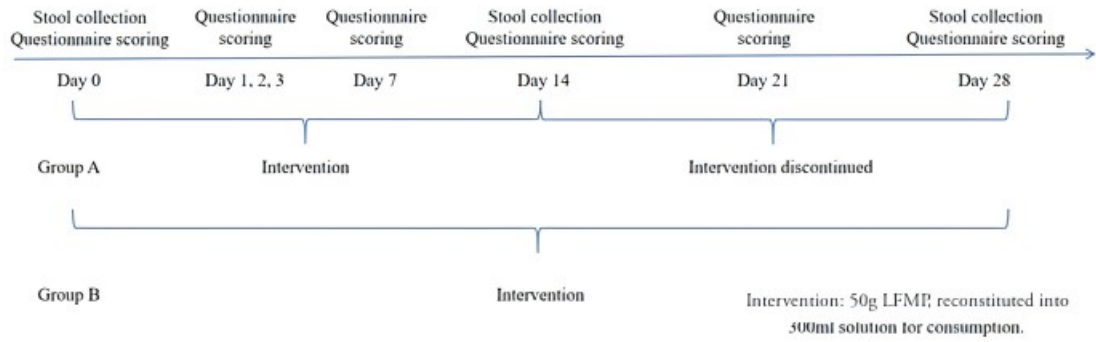 Stool collection
Questionnaire scoring
Questionnaire
scoring
Questionnaire
scoring
Stool collection
Questionnaire scoring
Questionnaire
scoring
Stool collection
Questionnaire scoring
Day 0
Day 1, 2, 3
Day 7
Day 14
Day 21
Day 28
Group A
Intervention
Intervention discontinued
Group B
Intervention
Intervention: 50g LFMP, reconstituted into
300ml solution for consumption.